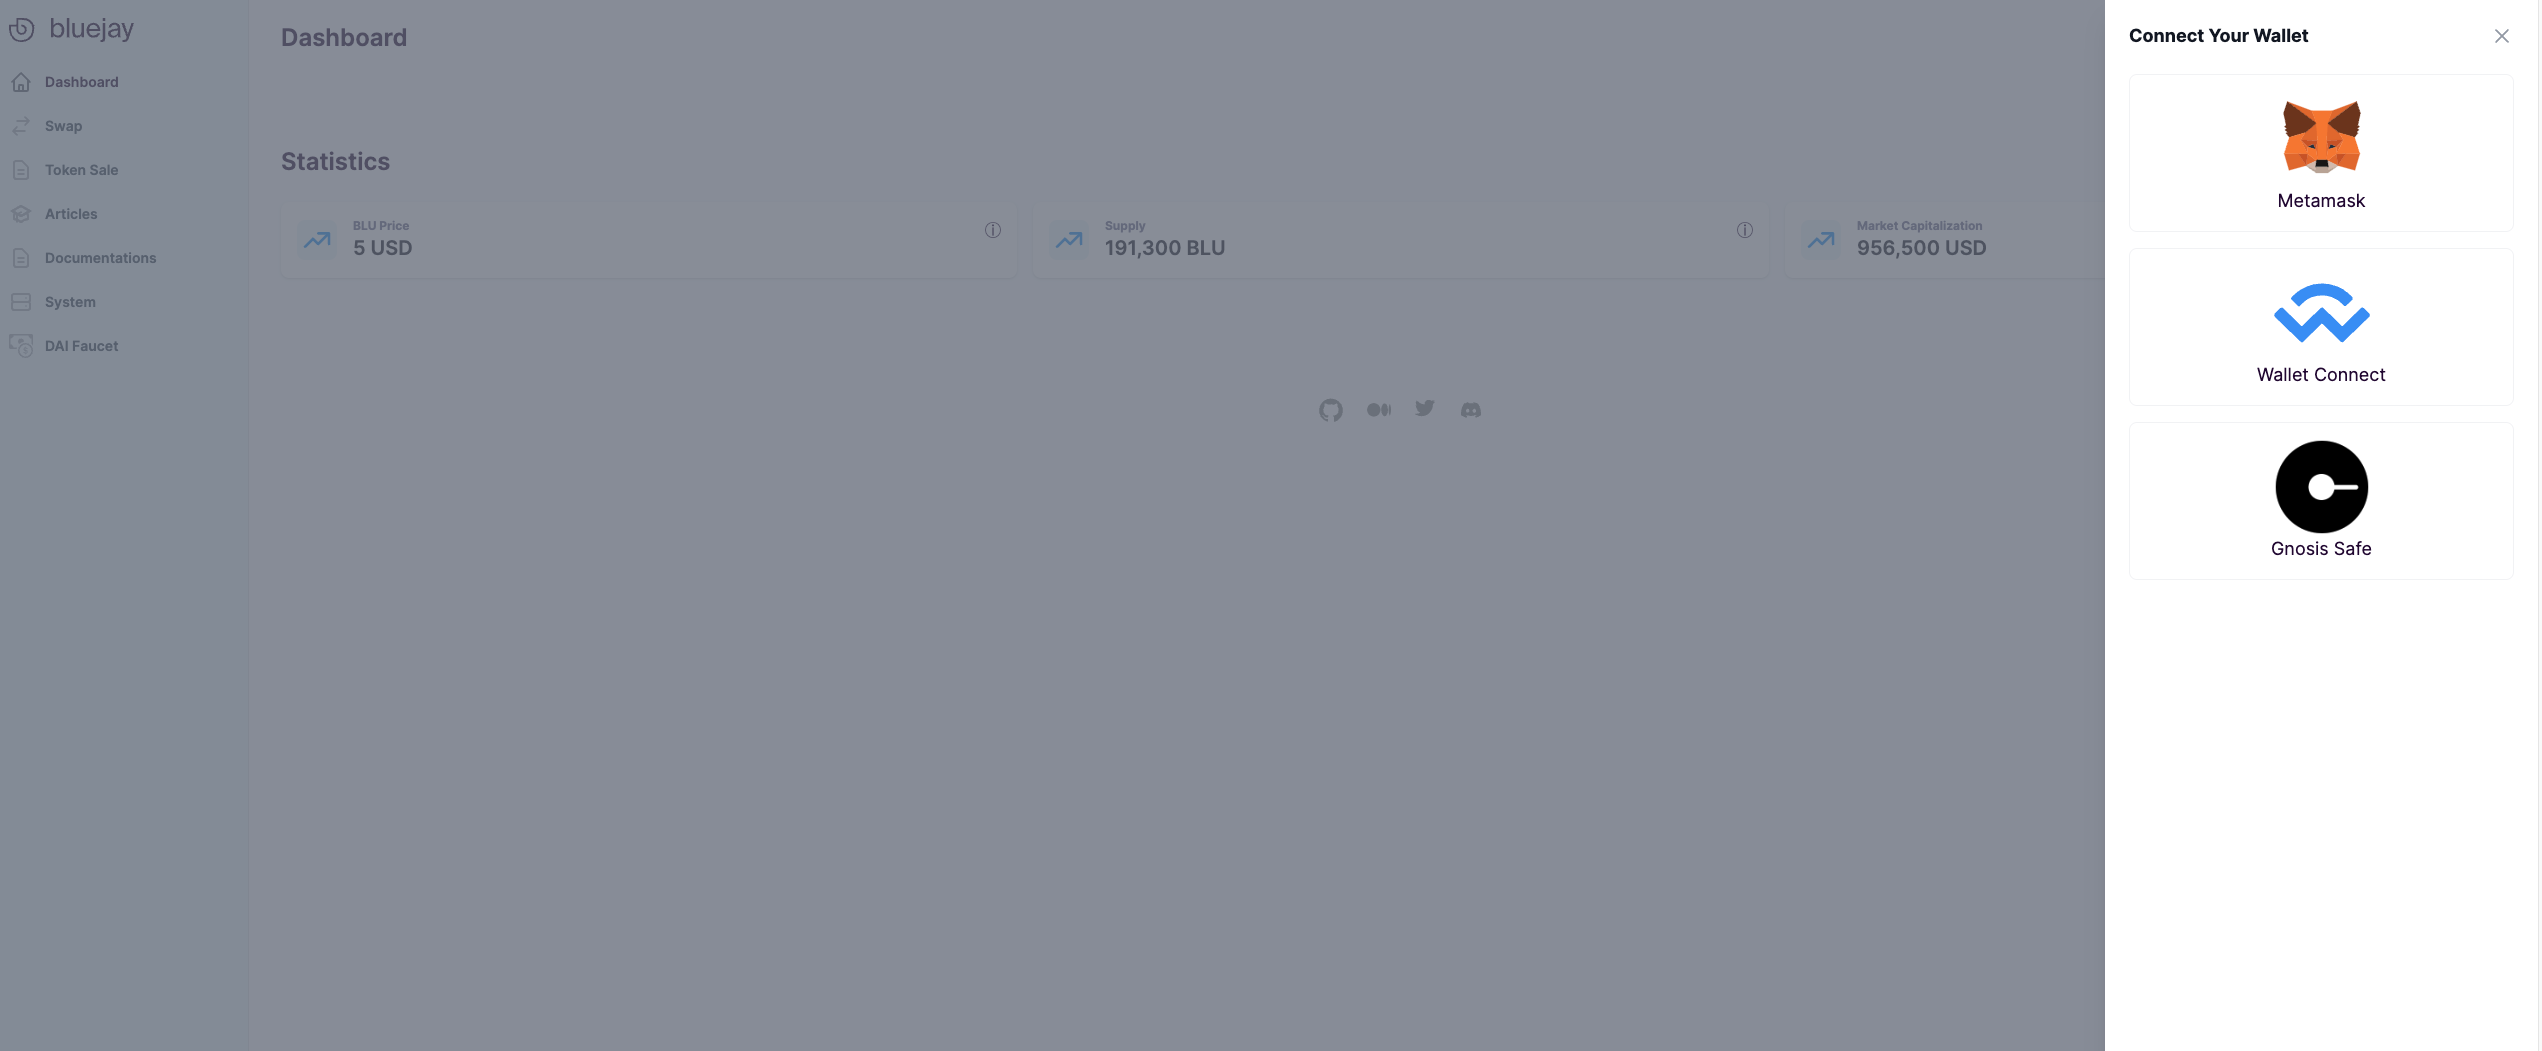 bluejay
Dashboard
Swap
Token Sale
Articles
Documentations
System
DAI Faucet
Dashboard
Statistics
BLU Price
5 USD
Supply
191,300 BLU
Market Capitalization
956,500 USD
Connect Your Wallet
Metamask
Wallet Connect
Gnosis Safe